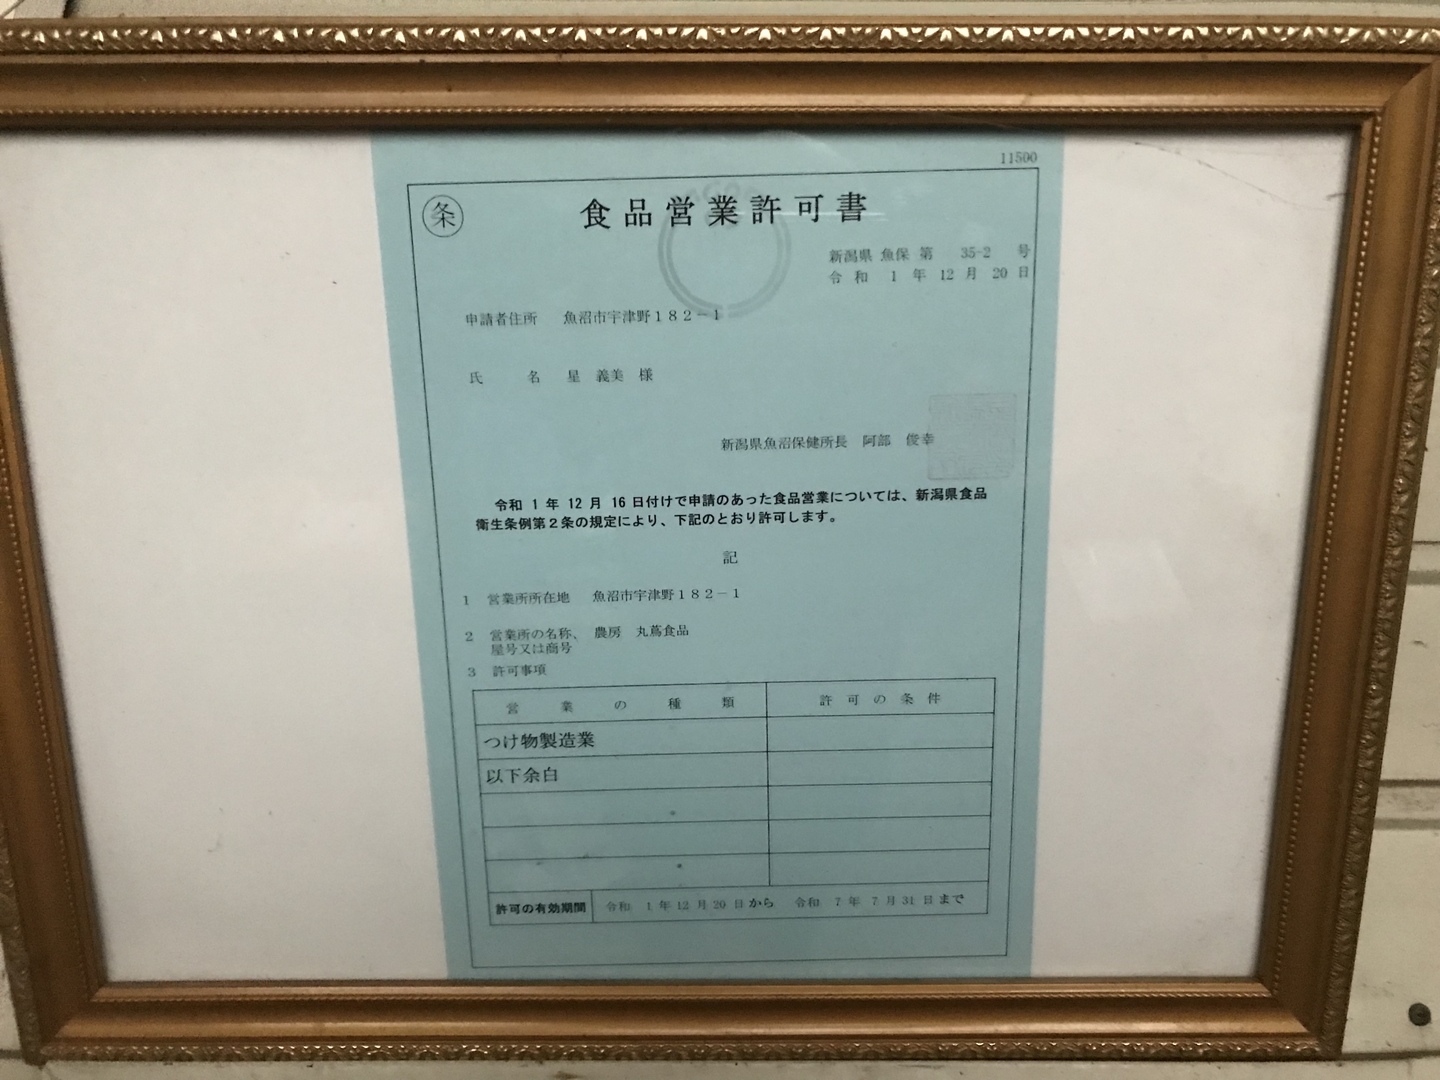 11500
条
食品営業許可書
新潟県 魚保 第 35-2 号
令和 1 年 12 月 20 日
申請者住所 魚沼市宇津野182-1
氏 名 星 義美 様
新潟県魚沼保健所長 阿部 俊幸
令和 1 年 12 月 16 日付けで申請のあった食品営業については、新潟県食品
衛生条例第2条の規定により、下記のとおり許可します。
記
1 営業所所在地 魚沼市宇津野182-1
2 営業所の名称、 農房 丸蔦食品
屋号又は商号
3 許可事項
営業の種類 許可の条件
つけ物製造業
以下余白
許可の有効期間 令和 1 年 12 月 20 日から 令和 7 年 7 月 31 日まで